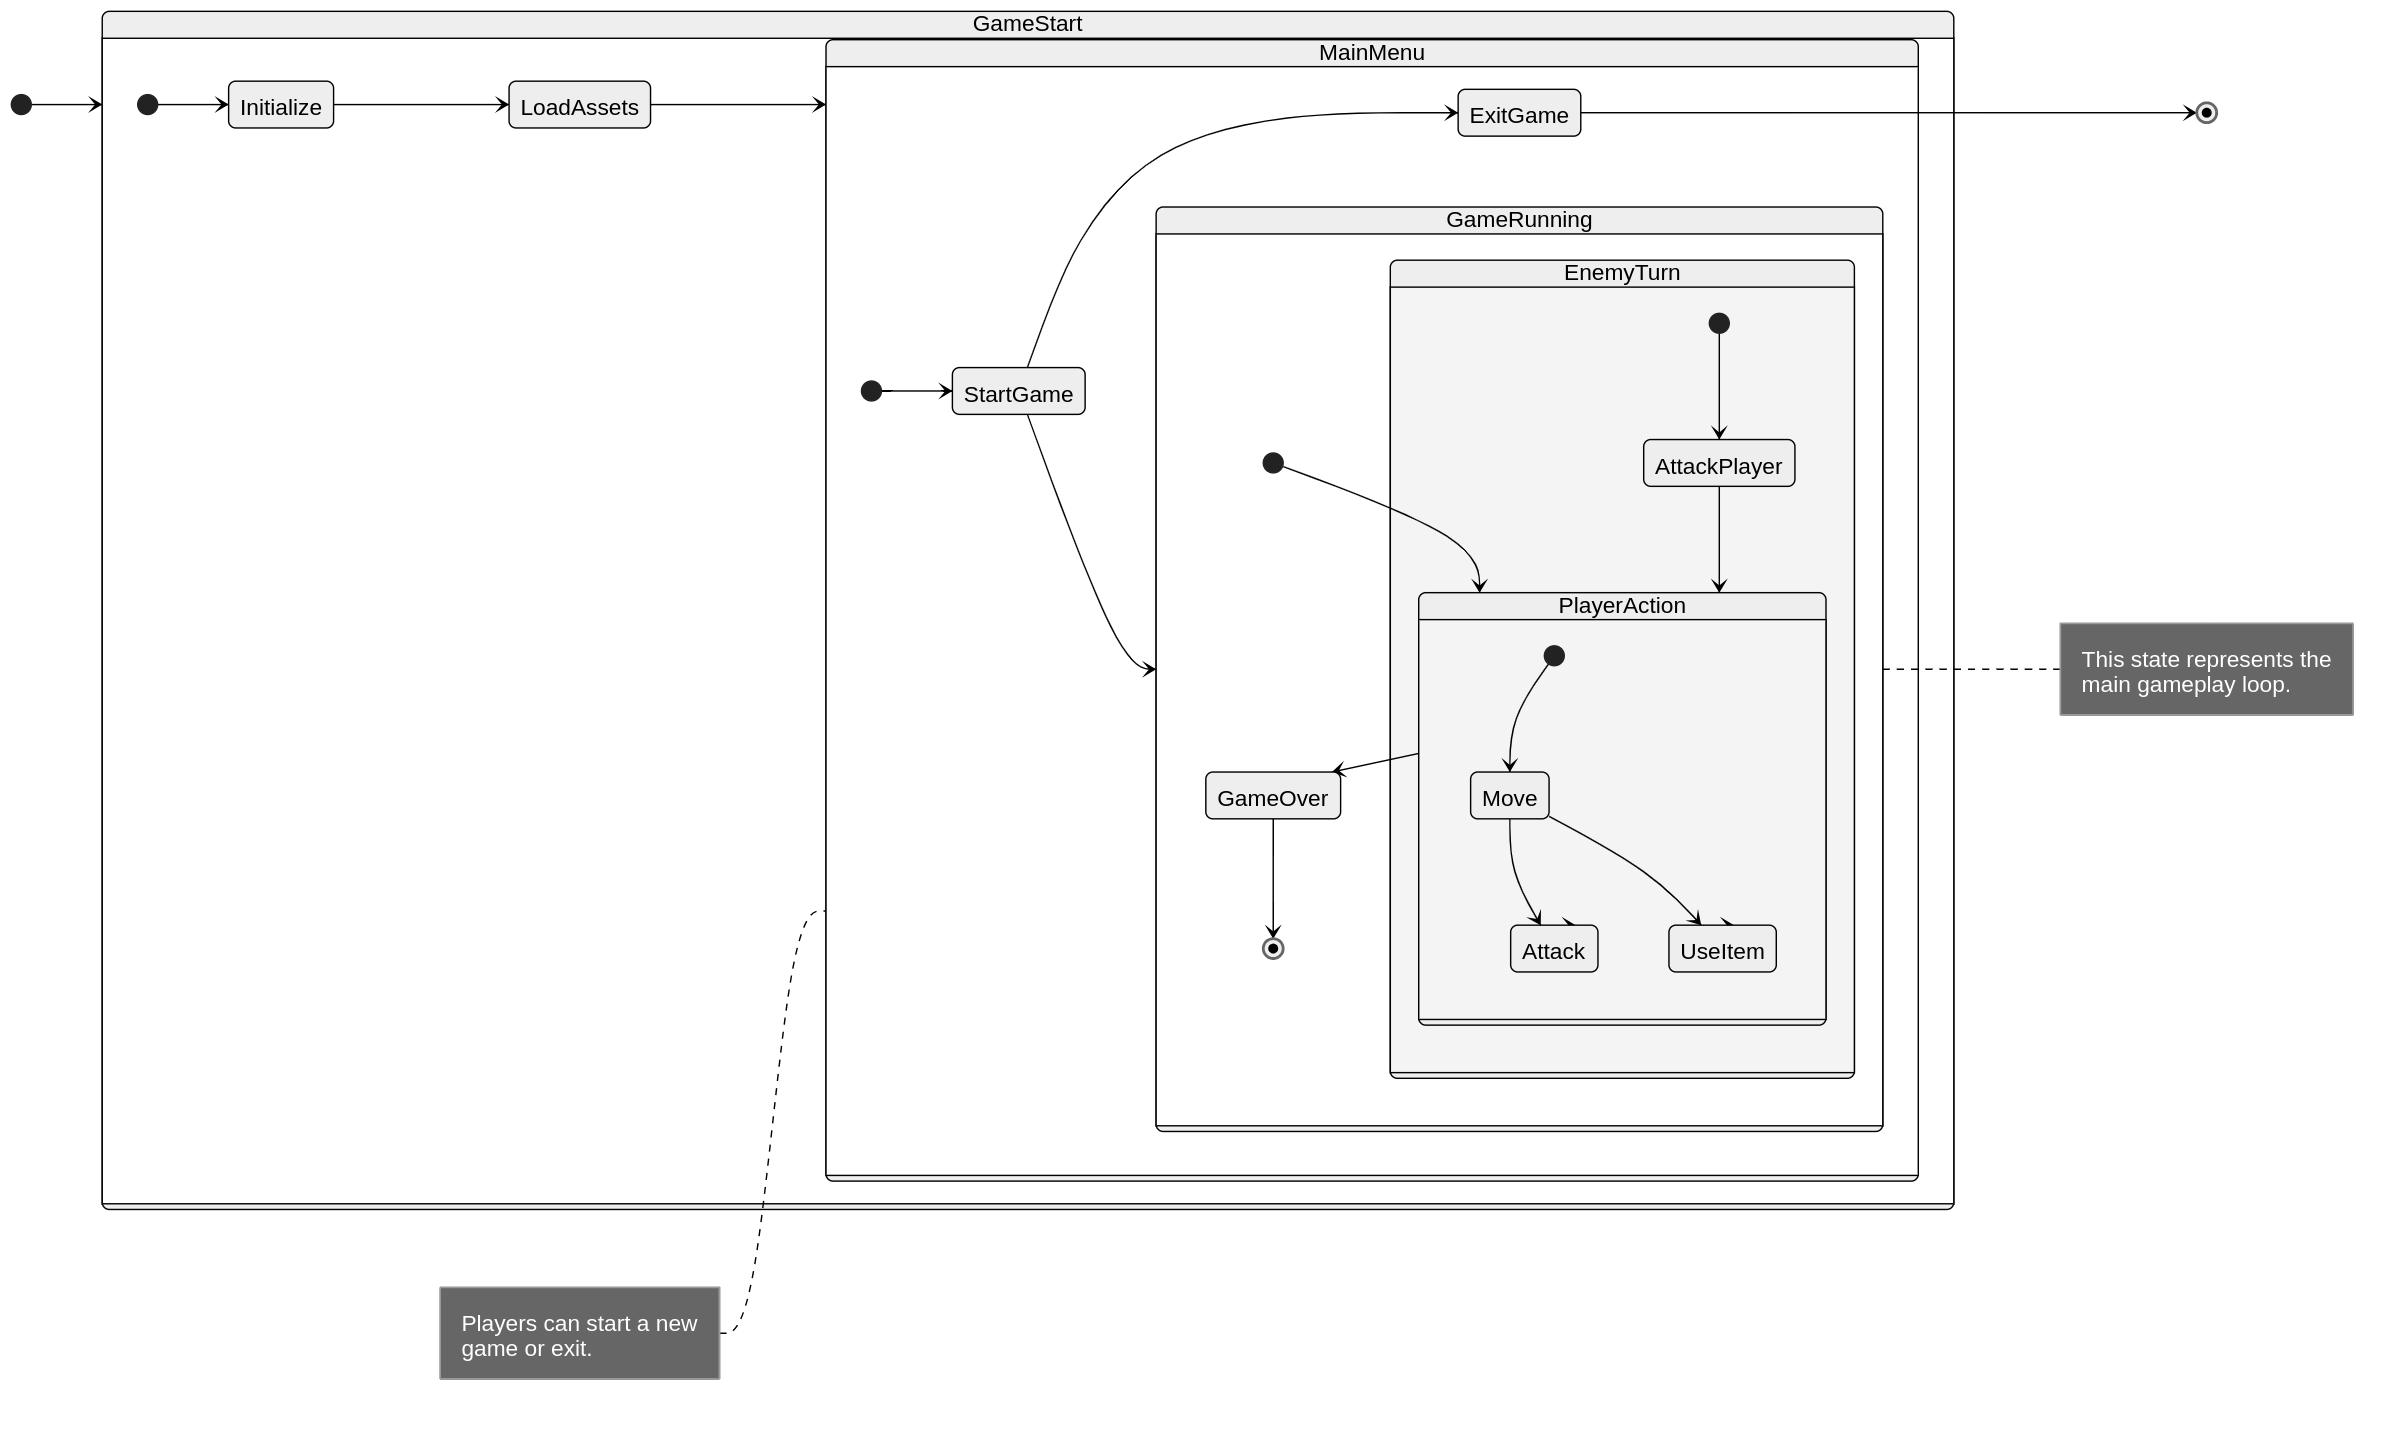 GameStart
MainMenu
Initialize
LoadAssets
ExitGame
GameRunning
EnemyTurn
StartGame
AttackPlayer
PlayerAction
This state represents the
main gameplay loop.
GameOver
Move
Attack
UseItem
Players can start a new
game or exit.